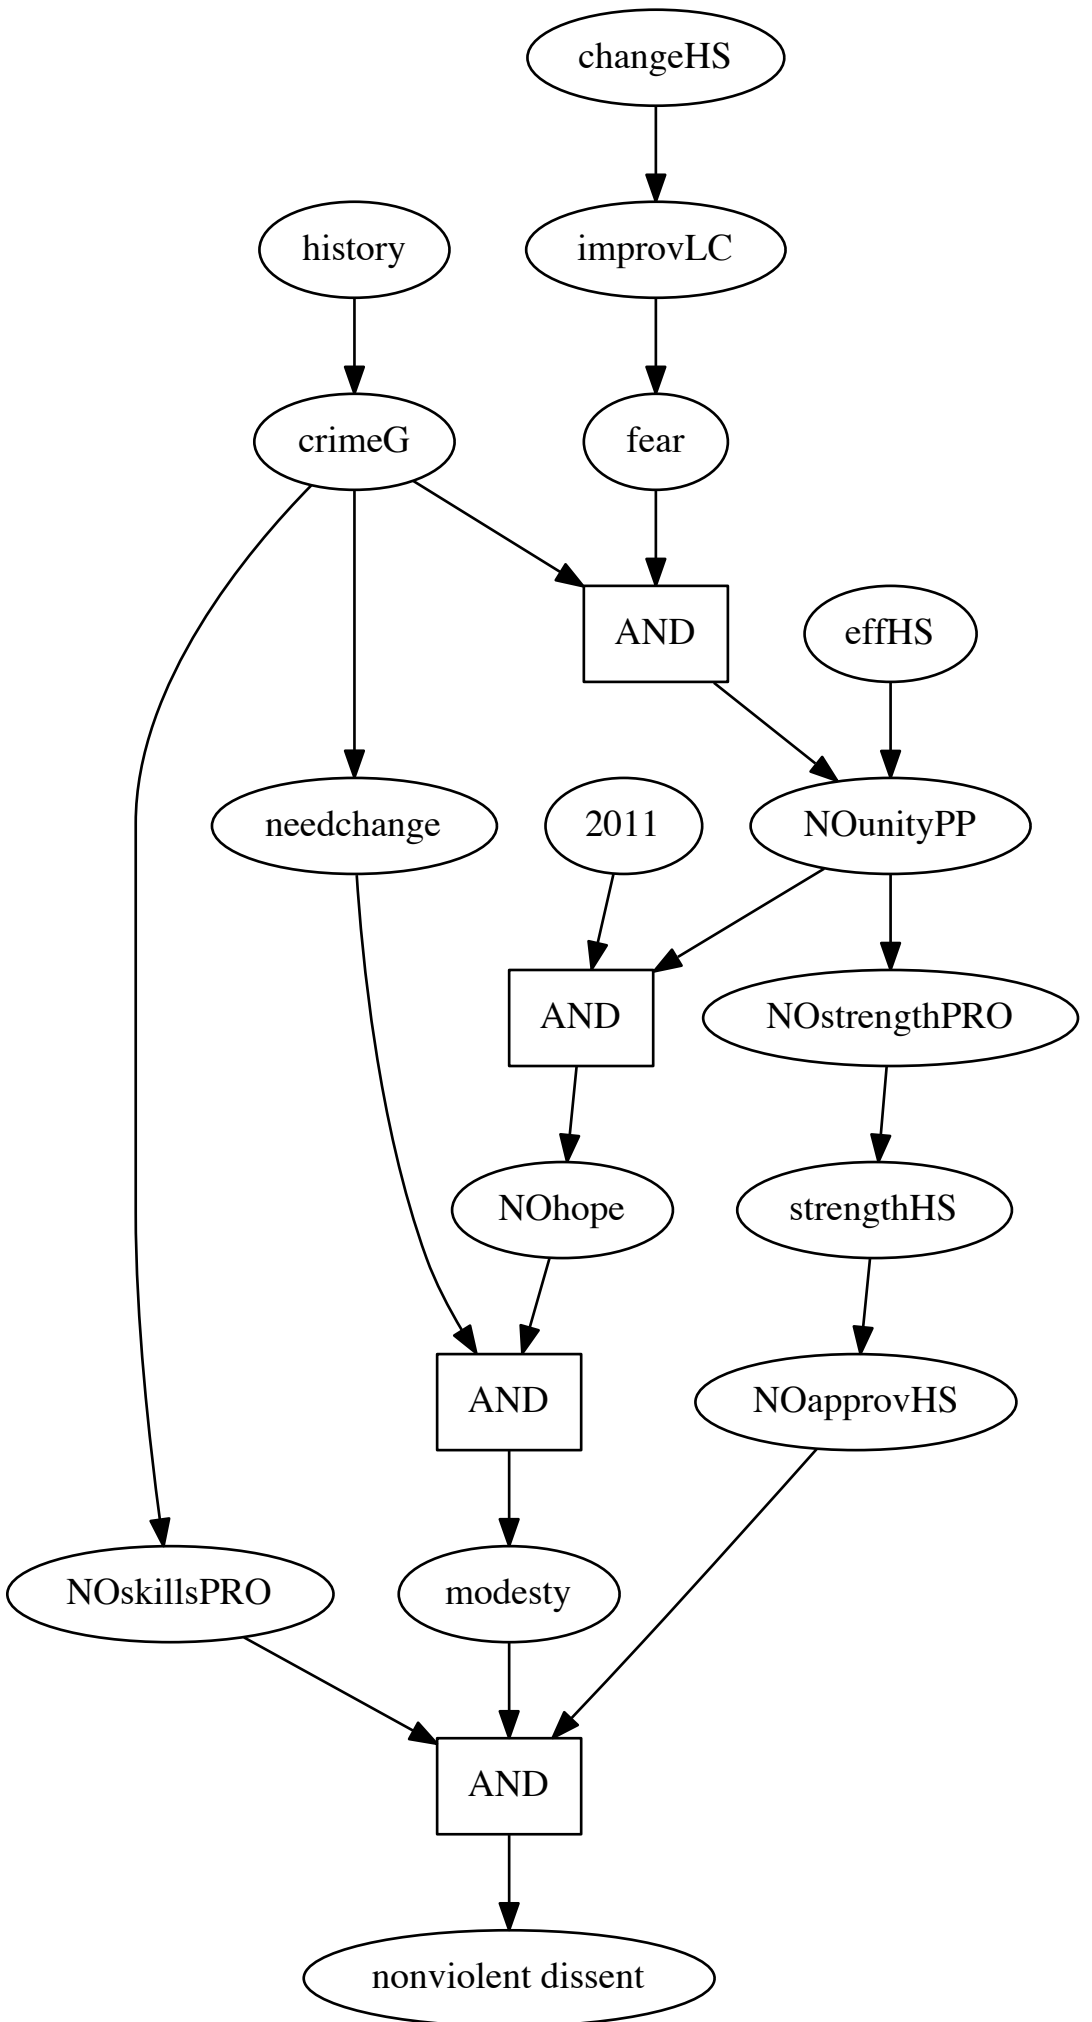 changeHS
history
improvLC
crimeG
fear
AND
effHS
needchange
2011
NOunityPP
AND
NOstrengthPRO
NOhope
strengthHS
AND
NOapprovHS
NOskillsPRO
modesty
AND
nonviolent dissent